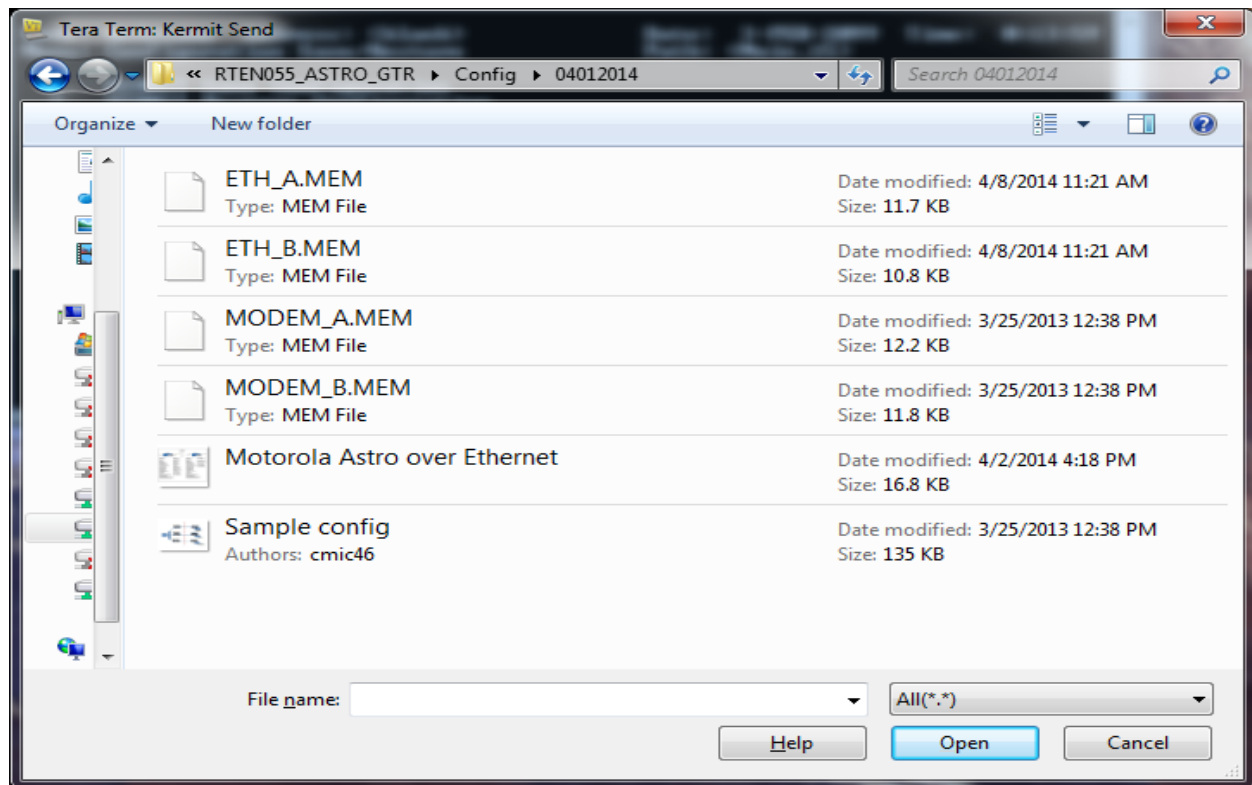 Tera Term: Kermit Send
« RTEN055_ASTRO_GTR ▸ Config ▸ 04012014
Search 04012014
Organize
New folder
ETH_A.MEM
Type: MEM File
Date modified: 4/8/2014 11:21 AM
Size: 11.7 KB
ETH_B.MEM
Type: MEM File
Date modified: 4/8/2014 11:21 AM
Size: 10.8 KB
MODEM_A.MEM
Type: MEM File
Date modified: 3/25/2013 12:38 PM
Size: 12.2 KB
MODEM_B.MEM
Type: MEM File
Date modified: 3/25/2013 12:38 PM
Size: 11.8 KB
Motorola Astro over Ethernet
Date modified: 4/2/2014 4:18 PM
Size: 16.8 KB
Sample config
Authors: cmic46
Date modified: 3/25/2013 12:38 PM
Size: 135 KB
File name:
All(*.*)
Help
Open
Cancel